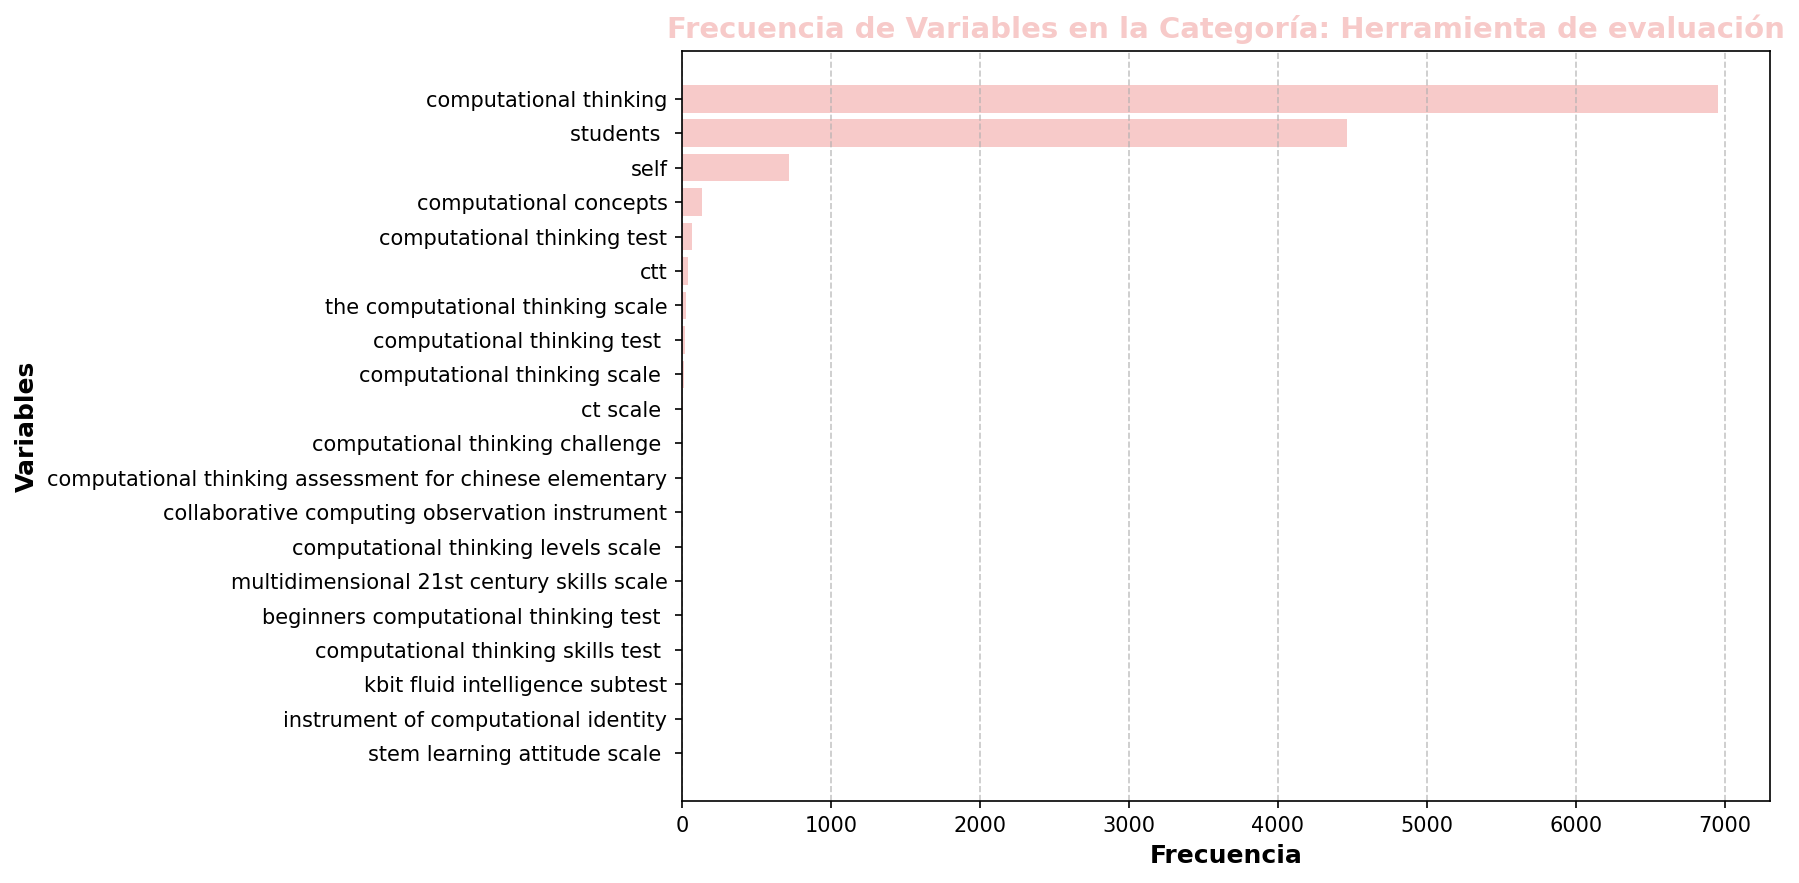 Frecuencia de Variables en la Categoría: Herramienta de evaluación
Variables
computational thinking
students
self
computational concepts
computational thinking test
ctt
the computational thinking scale
computational thinking test
computational thinking scale
ct scale
computational thinking challenge
computational thinking assessment for chinese elementary
collaborative computing observation instrument
computational thinking levels scale
multidimensional 21st century skills scale
beginners computational thinking test
computational thinking skills test
kbit fluid intelligence subtest
instrument of computational identity
stem learning attitude scale
0 1000 2000 3000 4000 5000 6000 7000
Frecuencia